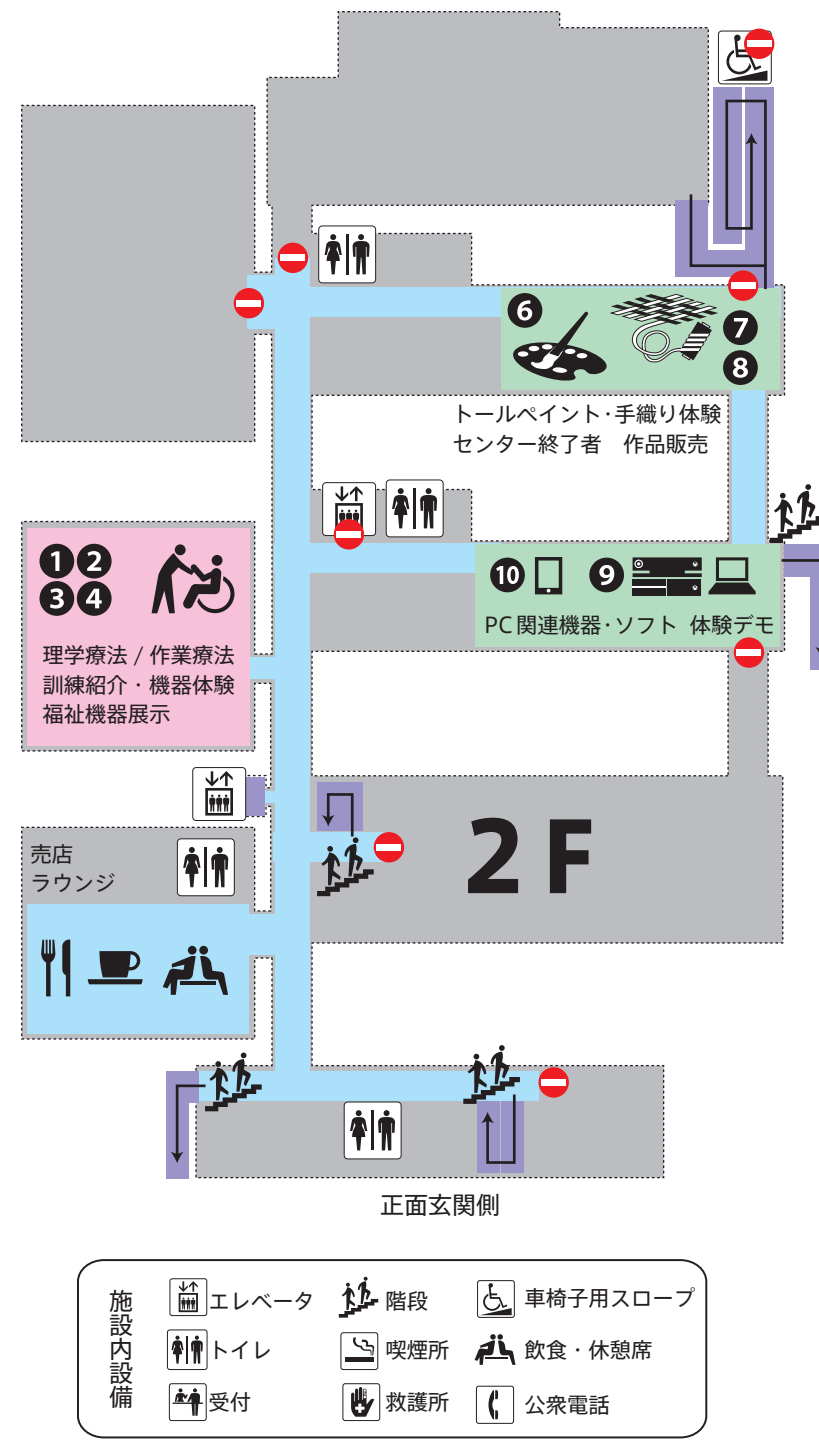 6
7
8
トールペイント・手織り体験
センター終了者 作品販売
1 2
3 4
理学療法 / 作業療法
訓練紹介・機器体験
福祉機器展示
10 9
PC関連機器・ソフト 体験デモ
2F
売店
ラウンジ
正面玄関側
施設内設備
エレベータ
階段
車椅子用スロープ
トイレ
喫煙所
飲食・休憩席
受付
救護所
公衆電話